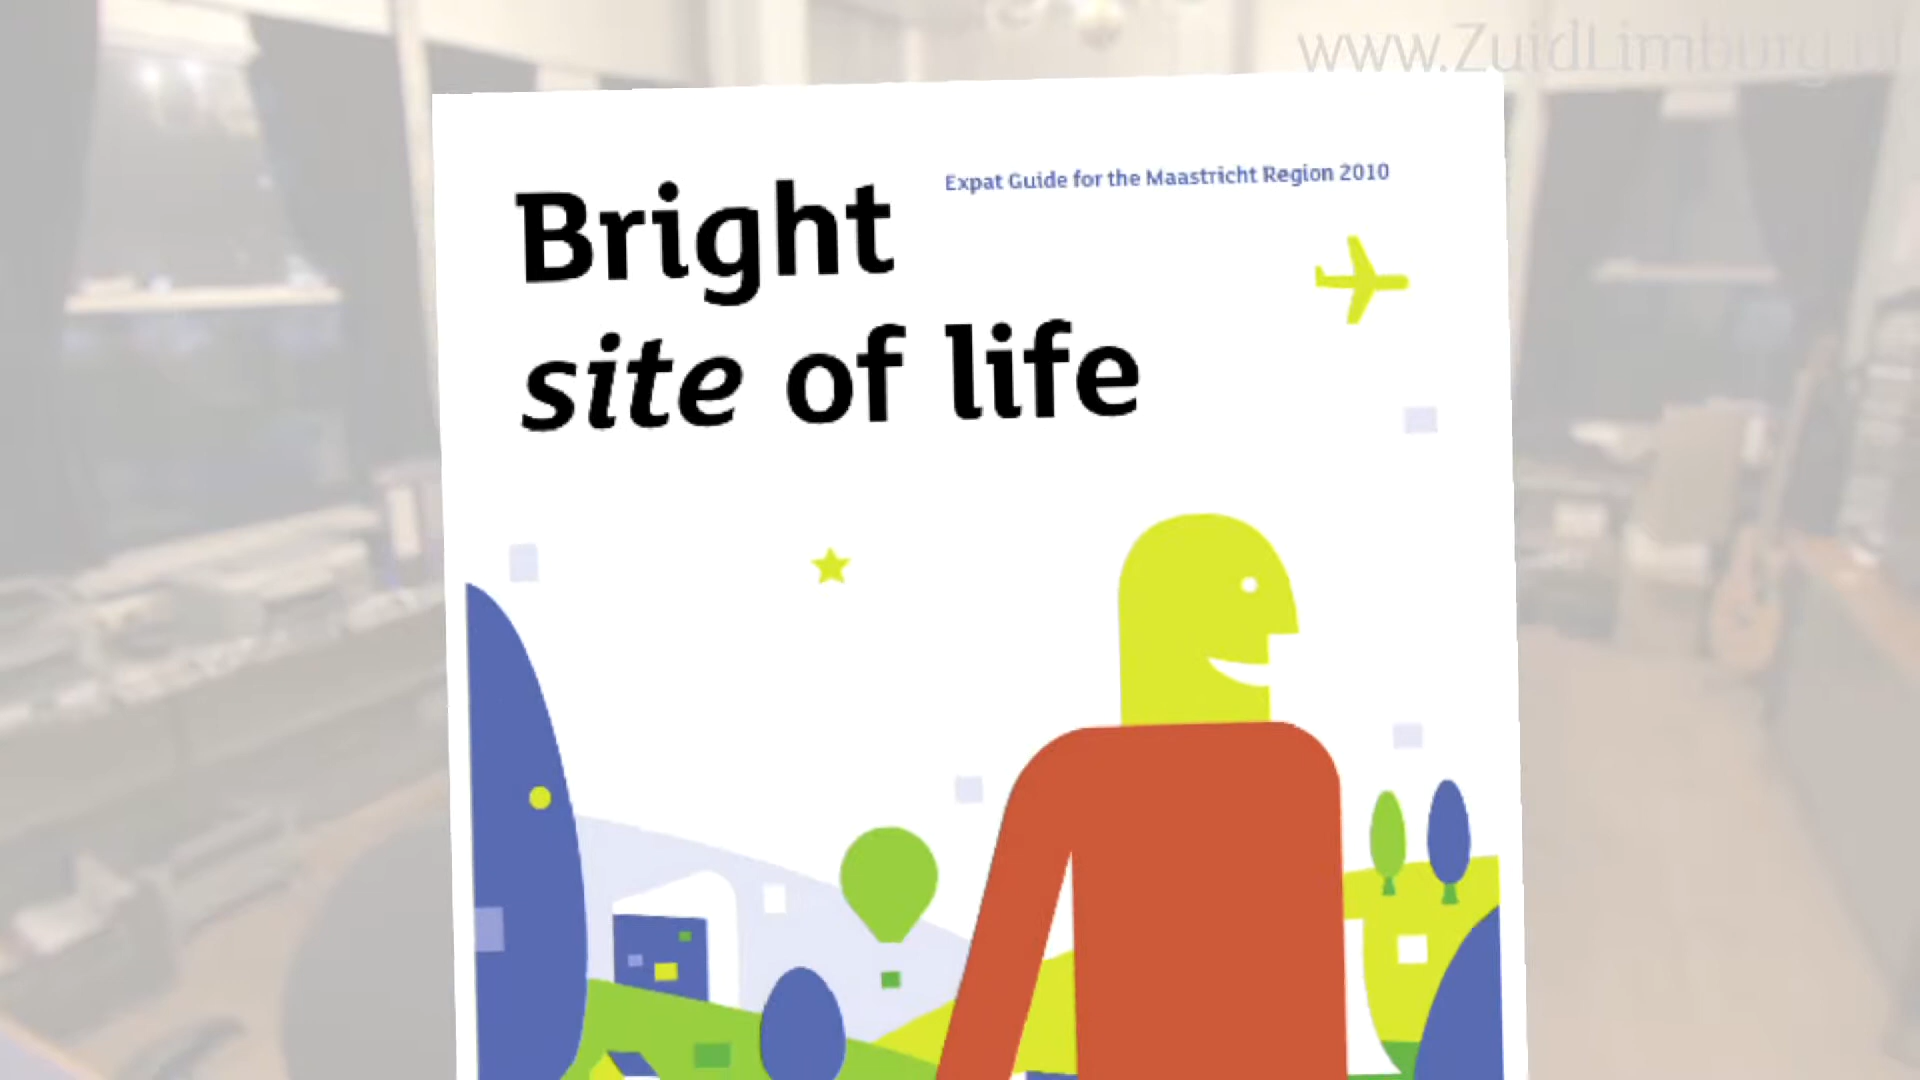 www.ZuidLimburg.nl
Expat Guide for the Maastricht Region 2010
Bright
site of life